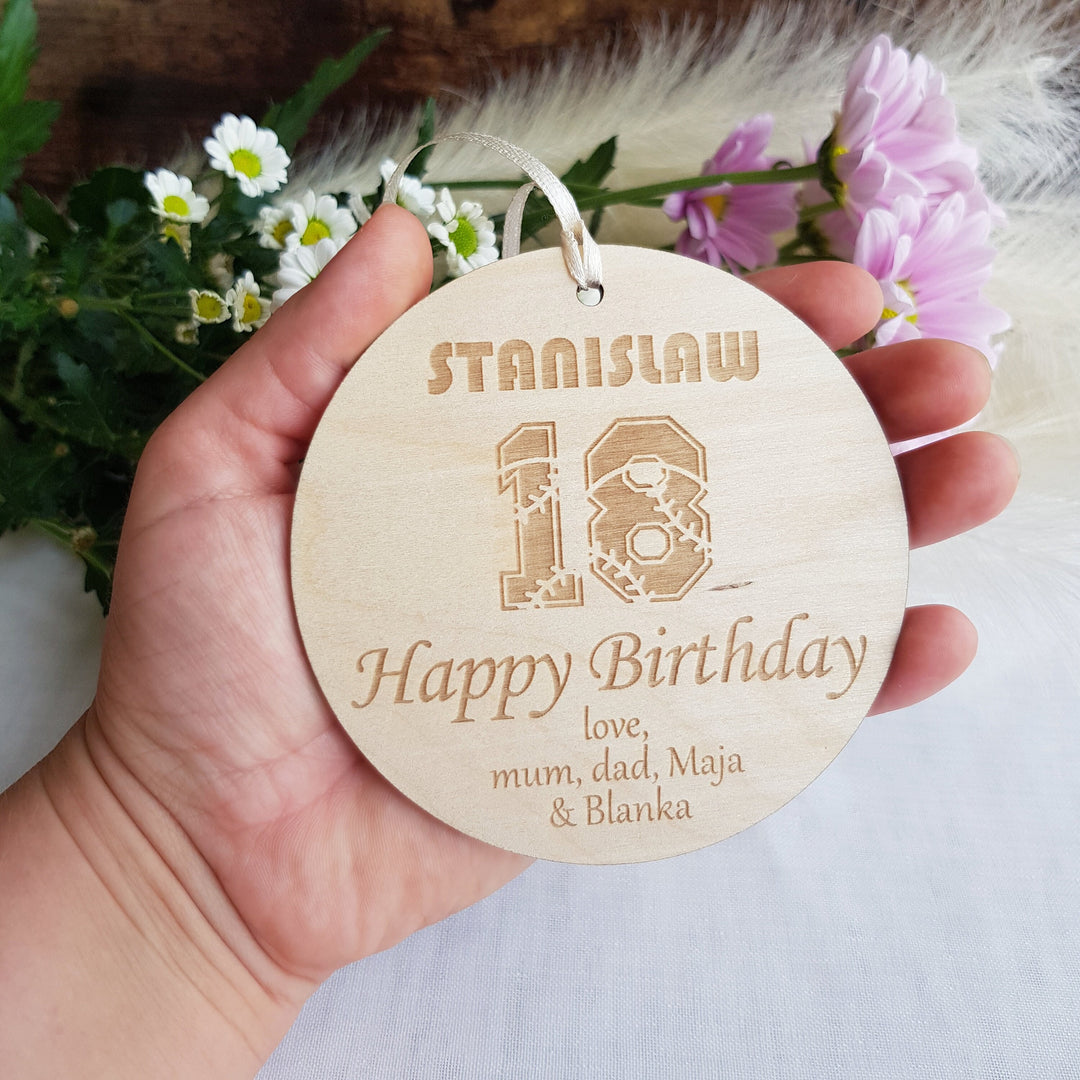 STANISLAW
18
Happy Birthday
love,
mum, dad, Maja
& Blanka